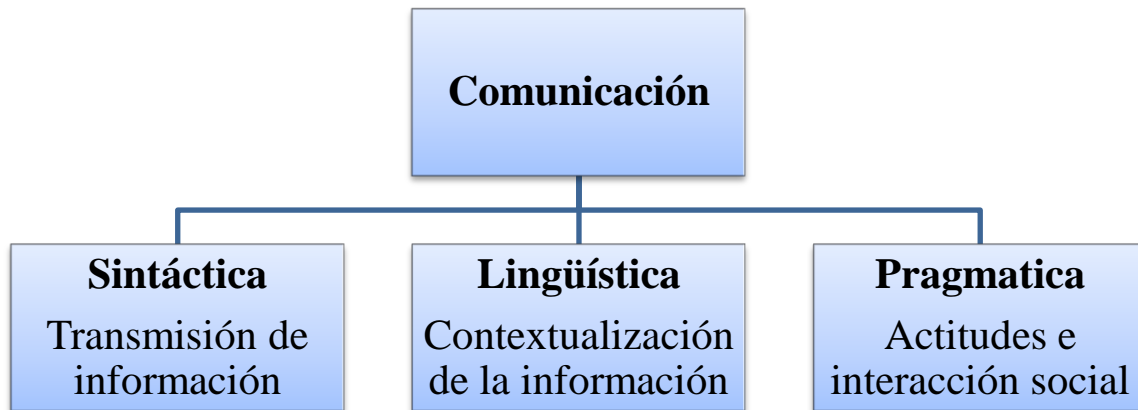 Comunicación
Sintáctica
Transmisión de
información
Lingüística
Contextualización
de la información
Pragmatica
Actitudes e
interacción social